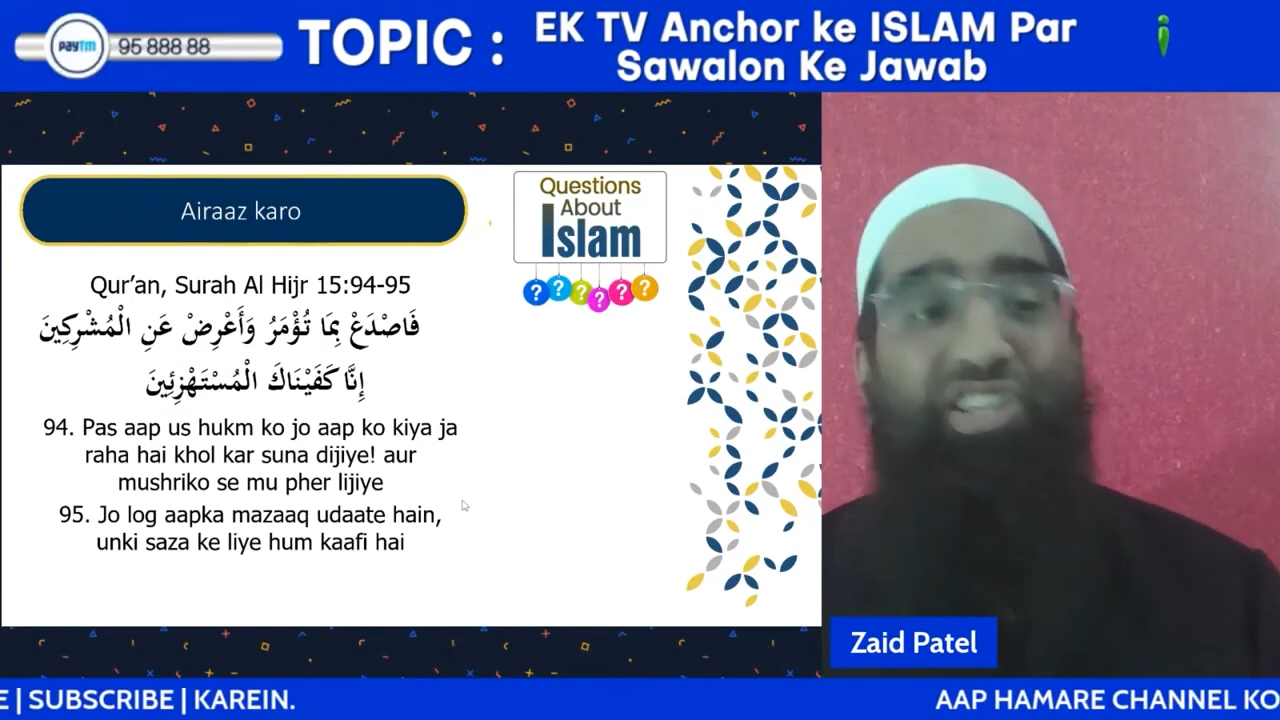 paytm 95 888 88
TOPIC :
EK TV Anchor ke ISLAM Par
Sawalon Ke Jawab
Airaaz karo
Questions
About
Islam
? ? ? ? ? ?
Qur’an, Surah Al Hijr 15:94-95
فَاصْدَعْ بِمَا تُؤْمَرُ وَأَعْرِضْ عَنِ الْمُشْرِكِينَ
إِنَّا كَفَيْنَاكَ الْمُسْتَهْزِئِينَ
94. Pas aap us hukm ko jo aap ko kiya ja
raha hai khol kar suna dijiye! aur
mushriko se mu pher lijiye
95. Jo log aapka mazaaq udaate hain,
unki saza ke liye hum kaafi hai
Zaid Patel
E | SUBSCRIBE | KAREIN.
AAP HAMARE CHANNEL KO